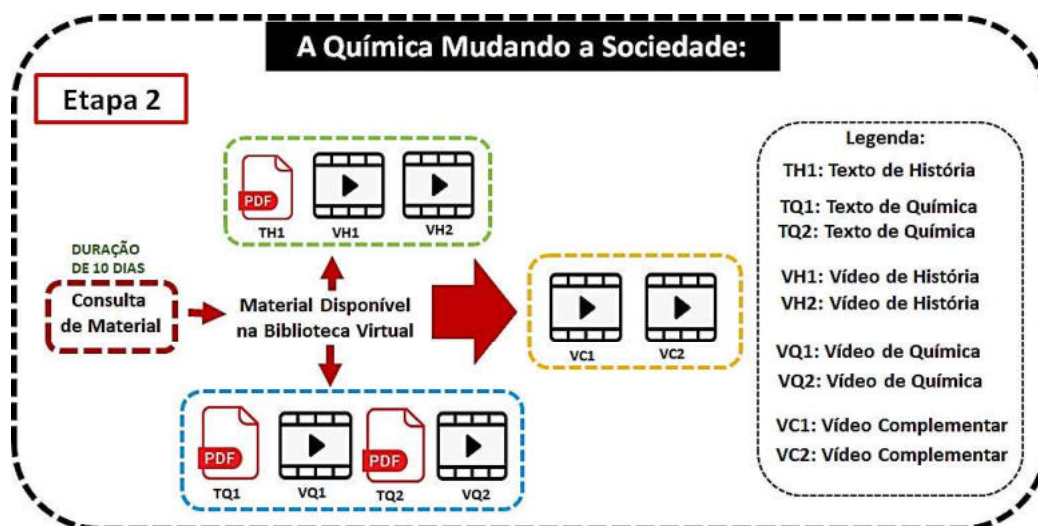 A Química Mudando a Sociedade:
Etapa 2
PDF
TH1
VH1
VH2
DURAÇÃO
DE 10 DIAS
Consulta
de Material
Material Disponível
na Biblioteca Virtual
VC1
VC2
PDF
PDF
TQ1
VQ1
TQ2
VQ2
Legenda:
TH1: Texto de História
TQ1: Texto de Química
TQ2: Texto de Química
VH1: Vídeo de História
VH2: Vídeo de História
VQ1: Vídeo de Química
VQ2: Vídeo de Química
VC1: Vídeo Complementar
VC2: Vídeo Complementar